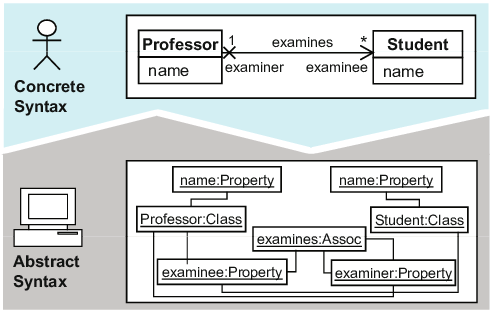 Concrete
Syntax
Professor
name
1
examines
*
examiner
examinee
Student
name
Abstract
Syntax
name:Property
name:Property
Professor:Class
Student:Class
examines:Assoc
examinee:Property
examiner:Property